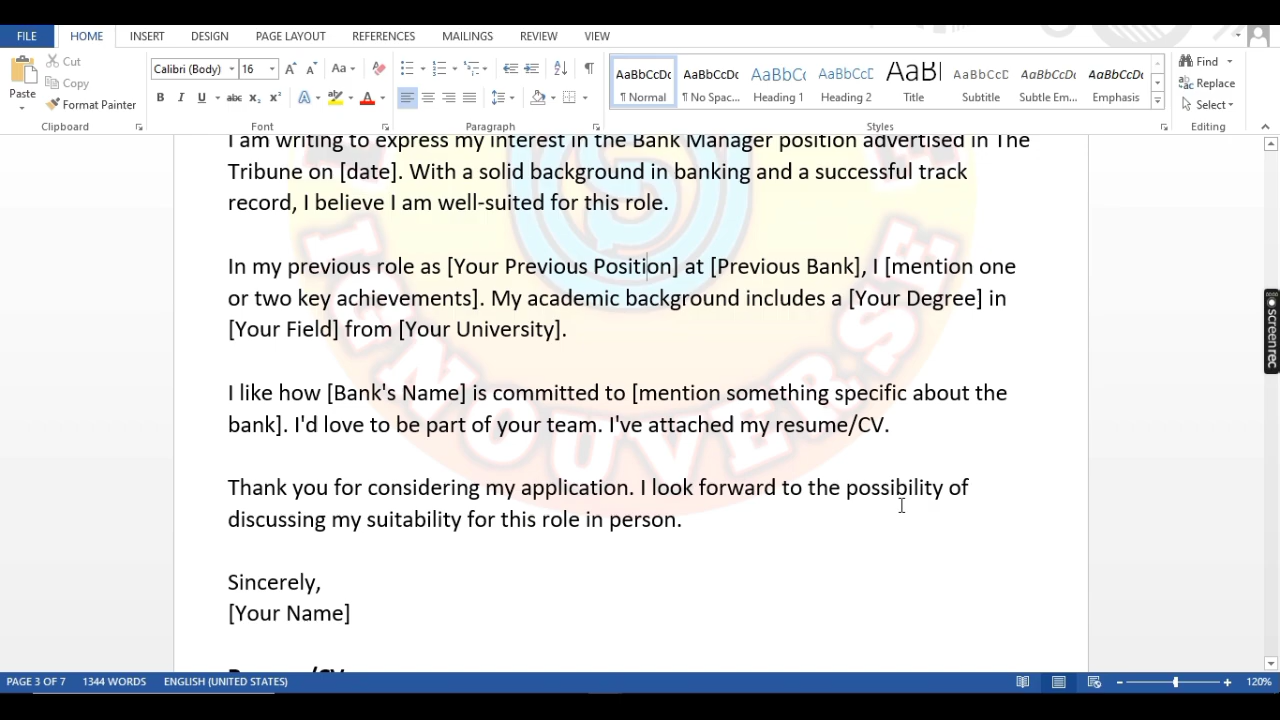 FILE HOME INSERT DESIGN PAGE LAYOUT REFERENCES MAILINGS REVIEW VIEW
Cut
Copy
Format Painter
Paste
Clipboard
Calibri (Body) 16
Font
Paragraph
AaBbCcDc AaBbCcDc AaBbCc AaBbCcD AaBb AaBbCcD AaBbCcDc AaBbCcDc
¶ Normal ¶ No Spac... Heading 1 Heading 2 Title Subtitle Subtle Em... Emphasis
Styles
Find
Replace
Select
Editing
I am writing to express my interest in the Bank Manager position advertised in The
Tribune on [date]. With a solid background in banking and a successful track
record, I believe I am well-suited for this role.
In my previous role as [Your Previous Position] at [Previous Bank], I [mention one
or two key achievements]. My academic background includes a [Your Degree] in
[Your Field] from [Your University].
I like how [Bank's Name] is committed to [mention something specific about the
bank]. I'd love to be part of your team. I've attached my resume/CV.
Thank you for considering my application. I look forward to the possibility of
discussing my suitability for this role in person.
Sincerely,
[Your Name]
IGNOUVERSE
screenrec
PAGE 3 OF 7 1344 WORDS ENGLISH (UNITED STATES) 120%